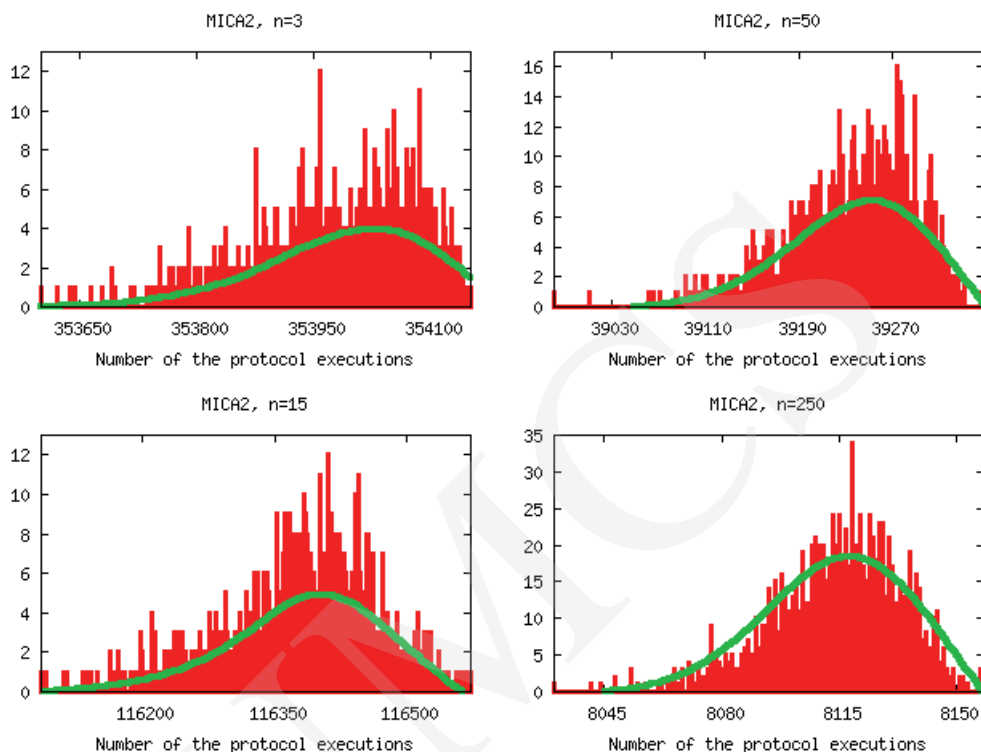 MICA2, n=3
12
10
8
6
4
2
0
353650 353800 353950 354100
Number of the protocol executions
MICA2, n=50
16
14
12
10
8
6
4
2
0
39030 39110 39190 39270
Number of the protocol executions
MICA2, n=15
12
10
8
6
4
2
0
116200 116350 116500
Number of the protocol executions
MICA2, n=250
35
30
25
20
15
10
5
0
8045 8080 8115 8150
Number of the protocol executions
UMCS